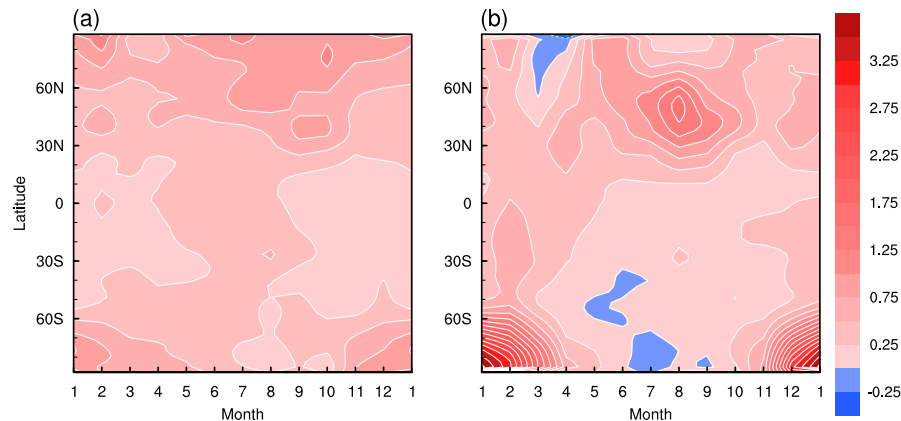 (a)
(b)
Latitude
60N
30N
0
30S
60S
1 2 3 4 5 6 7 8 9 10 11 12 1
Month
60N
30N
0
30S
60S
1 2 3 4 5 6 7 8 9 10 11 12 1
Month
3.25
2.75
2.25
1.75
1.25
0.75
0.25
-0.25